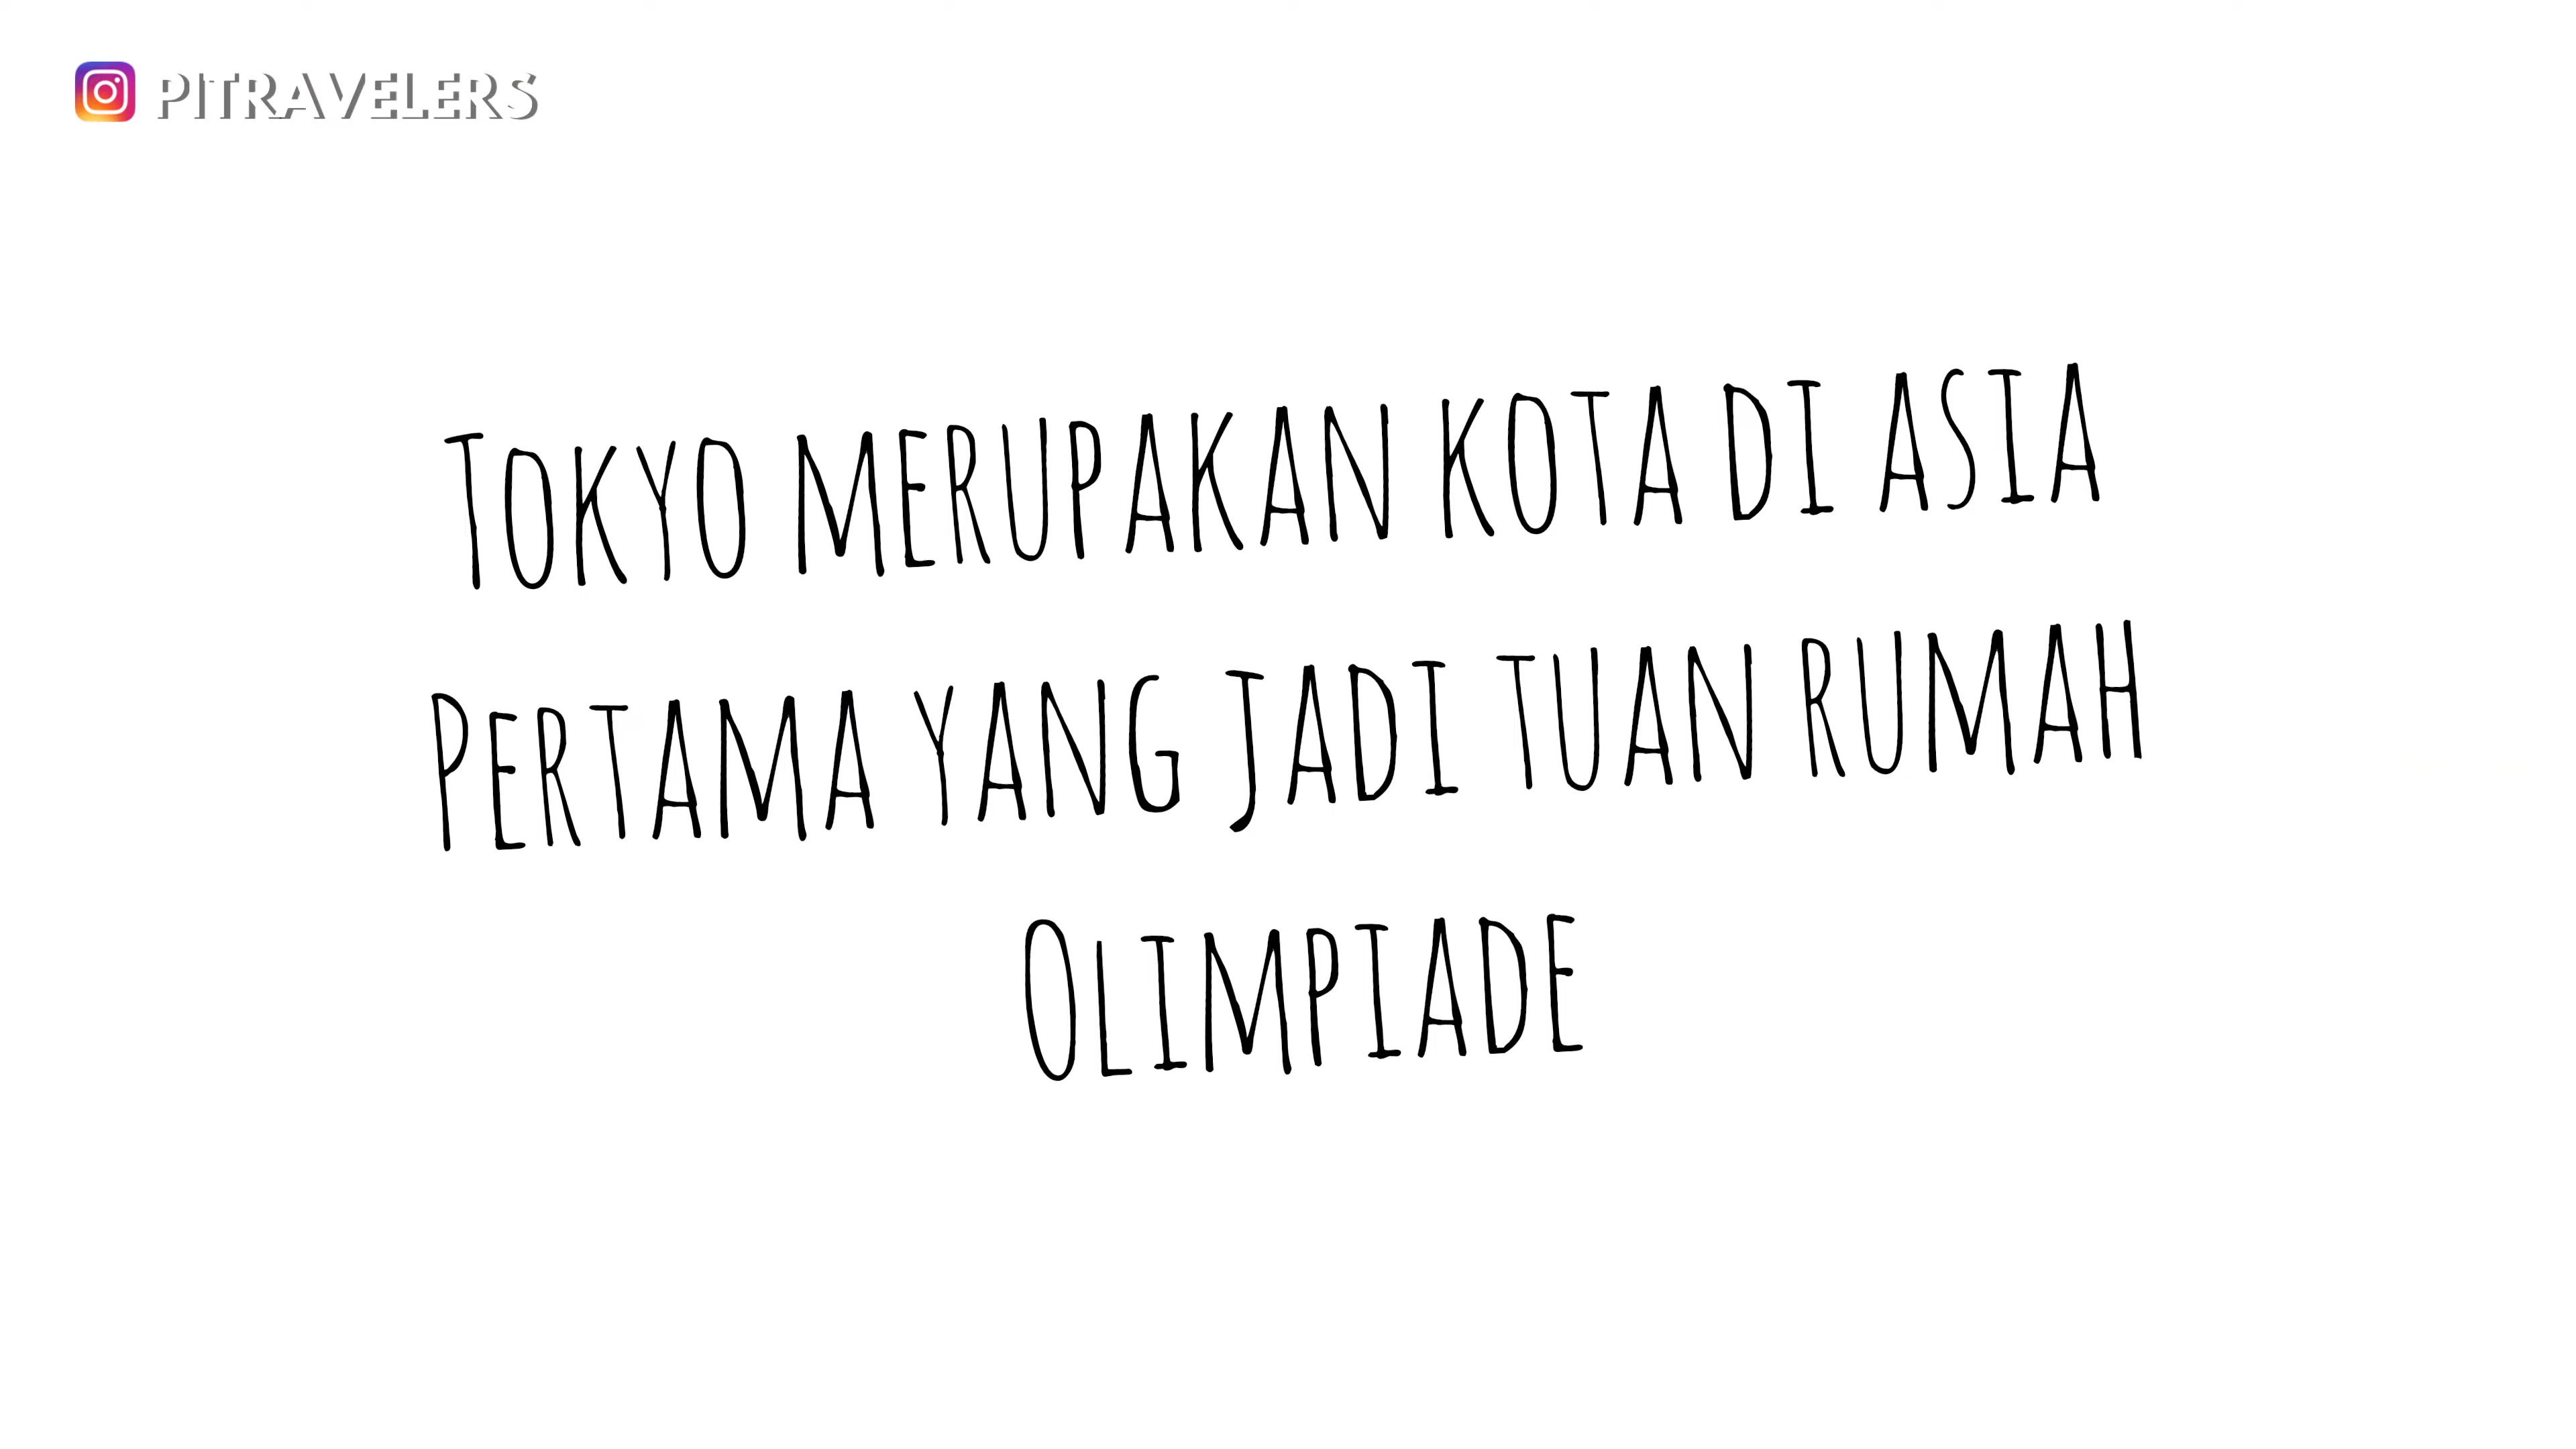 PITRAVELERS
Tokyo merupakan kota di Asia
Pertama yang jadi tuan rumah
Olimpiade